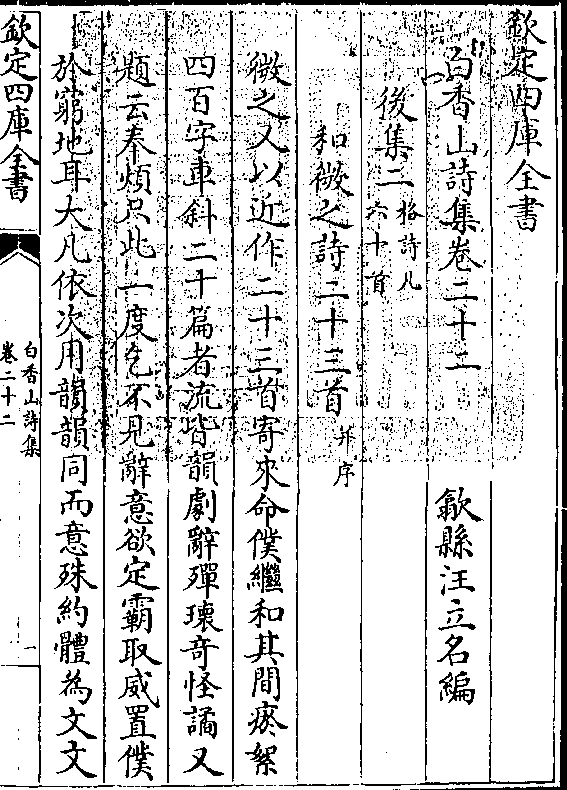 欽定四庫全書
白香山詩集卷二十二
歙縣汪立名編
後集二格詩凡六十首
和微之詩二十三首并序
微之又以近作二十三首寄來命僕繼和其間瘀絮
四百字車斜二十篇者流皆韻劇辭殫瓌奇怪譎又
題云奉煩只此一度乞不見辭意欲定霸取威置僕
於窮地耳大凡依次用韻韻同而意殊約體為文文
欽定四庫全書
白香山詩集
卷二十二
一